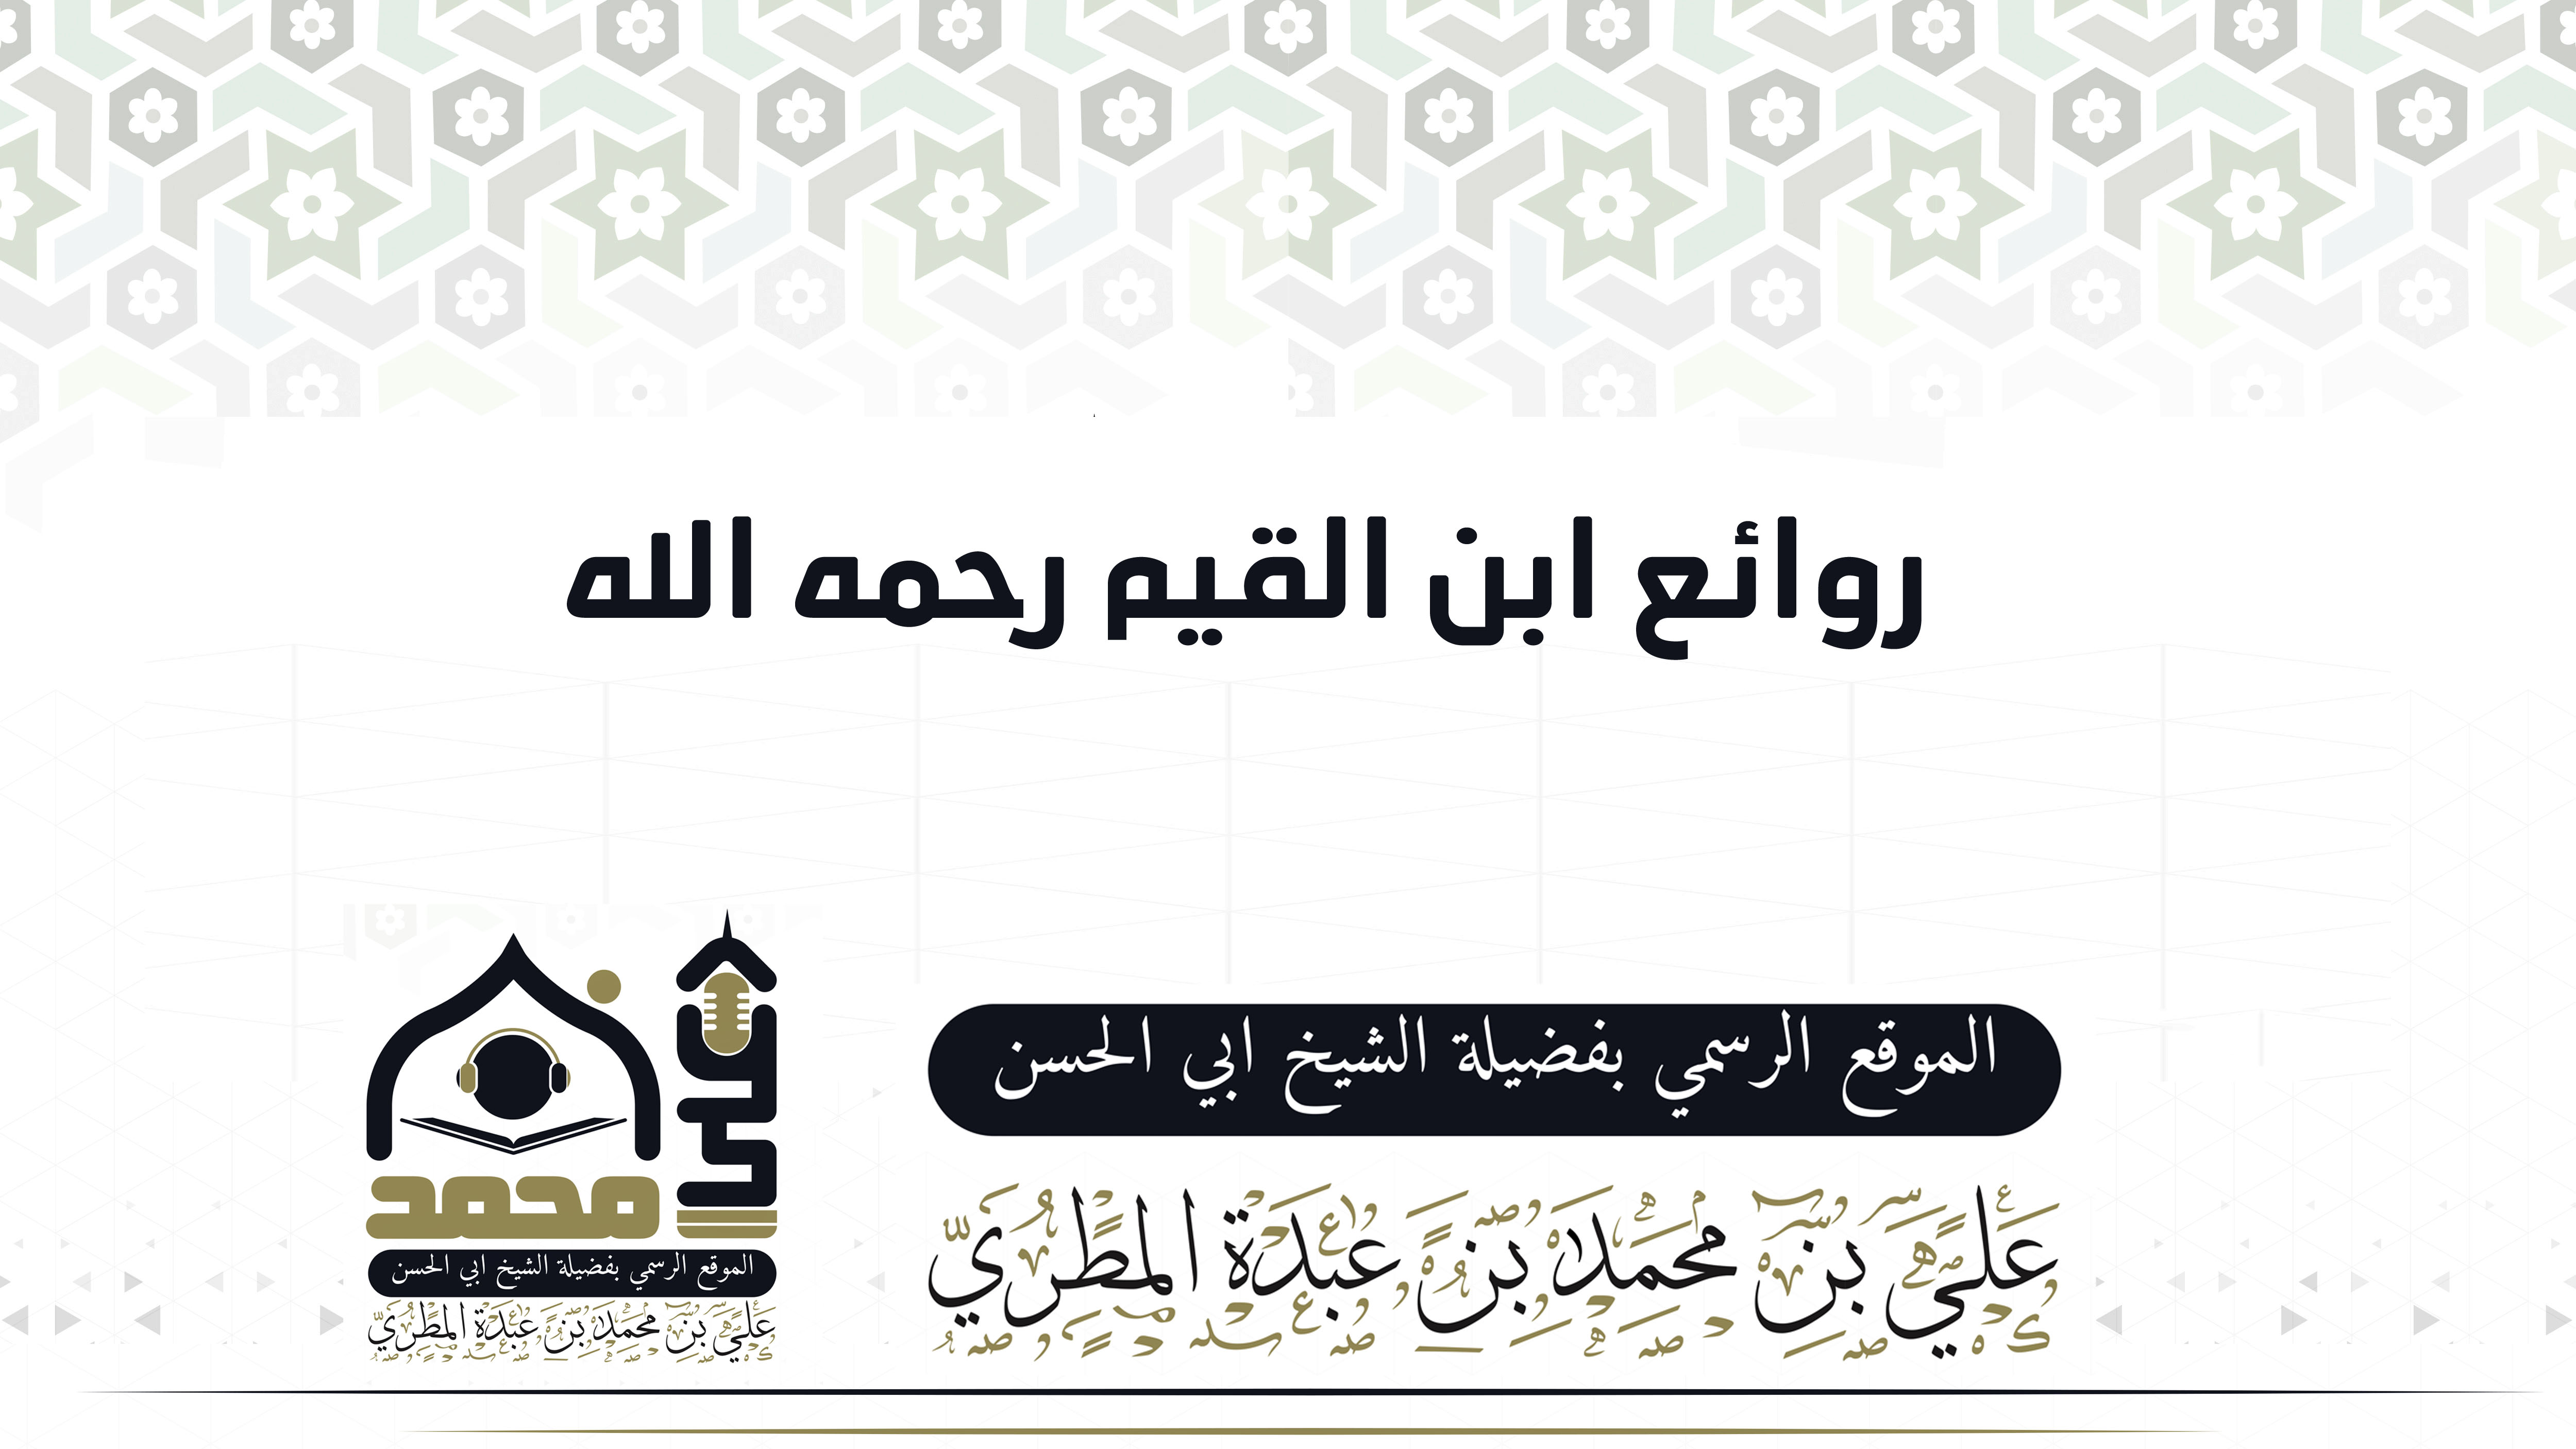 روائع ابن القيم رحمه الله
الموقع الرسمي بفضيلة الشيخ ابي الحسن
عَلي بن محمد بن عبدة المطري
علي
محمد
الموقع الرسمي بفضيلة الشيخ ابي الحسن
علي بن محمد بن عبدة المطري